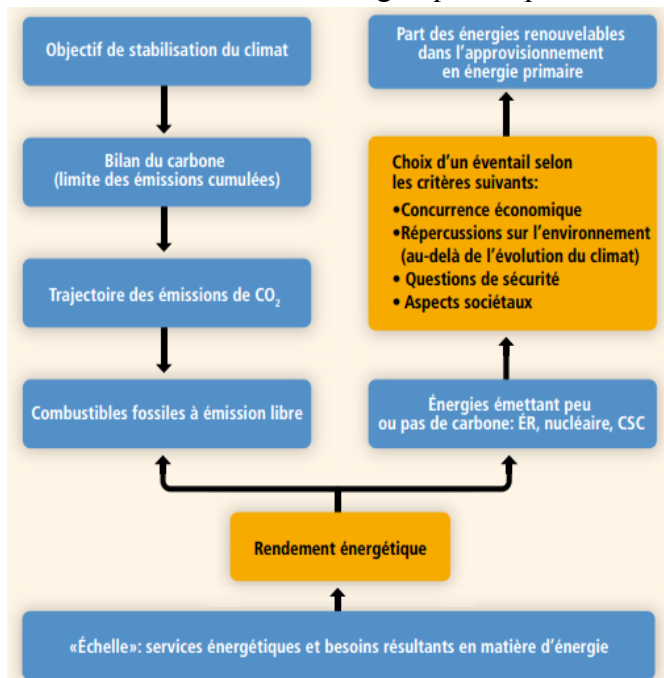 Objectif de stabilisation du climat
Bilan du carbone
(limite des émissions cumulées)
Trajectoire des émissions de CO₂
Combustibles fossiles à émission libre
Part des énergies renouvelables
dans l'approvisionnement
en énergie primaire
Choix d'un éventail selon
les critères suivants:
•Concurrence économique
•Répercussions sur l'environnement
(au-delà de l'évolution du climat)
• Questions de sécurité
• Aspects sociétaux
Énergies émettant peu
ou pas de carbone: ÉR, nucléaire, CSC
Rendement énergétique
«Échelle»: services énergétiques et besoins résultants en matière d'énergie